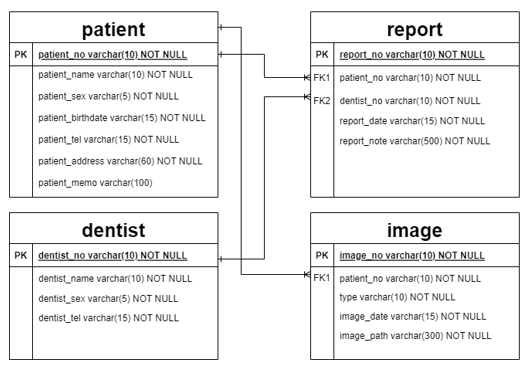 patient
PK patient_no varchar(10) NOT NULL
patient_name varchar(10) NOT NULL
patient_sex varchar(5) NOT NULL
patient_birthdate varchar(15) NOT NULL
patient_tel varchar(15) NOT NULL
patient_address varchar(60) NOT NULL
patient_memo varchar(100)
report
PK report_no varchar(10) NOT NULL
FK1 patient_no varchar(10) NOT NULL
FK2 dentist_no varchar(10) NOT NULL
report_date varchar(15) NOT NULL
report_note varchar(500) NOT NULL
dentist
PK dentist_no varchar(10) NOT NULL
dentist_name varchar(10) NOT NULL
dentist_sex varchar(5) NOT NULL
dentist_tel varchar(15) NOT NULL
image
PK image_no varchar(10) NOT NULL
FK1 patient_no varchar(10) NOT NULL
type varchar(10) NOT NULL
image_date varchar(15) NOT NULL
image_path varchar(300) NOT NULL